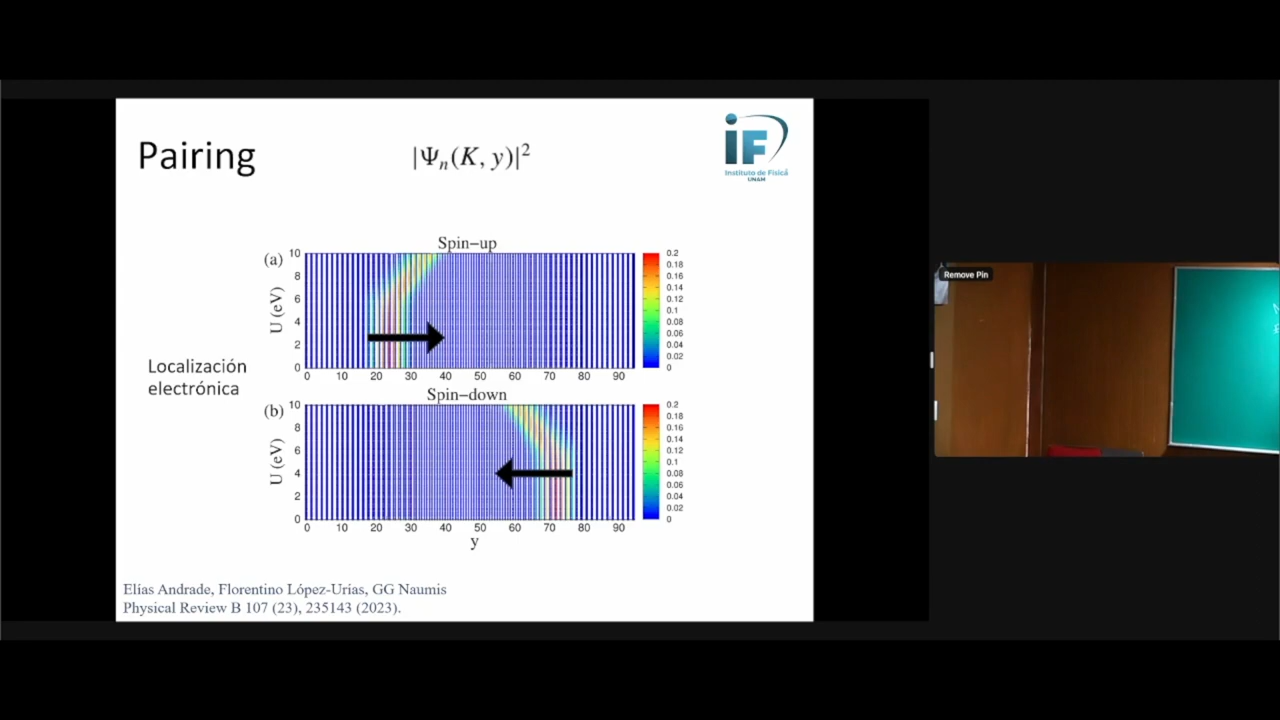 Pairing
|Ψn(K, y)|²
iF
Instituto de Física
UNAM
Remove Pin
Spin−up
(a)
10
8
6
4
2
0
U (eV)
0 10 20 30 40 50 60 70 80 90
0.2
0.18
0.16
0.14
0.12
0.1
0.08
0.06
0.04
0.02
0
Localización
electrónica
Spin−down
(b)
10
8
6
4
2
0
U (eV)
0 10 20 30 40 50 60 70 80 90
y
0.2
0.18
0.16
0.14
0.12
0.1
0.08
0.06
0.04
0.02
0
Elías Andrade, Florentino López-Urías, GG Naumis
Physical Review B 107 (23), 235143 (2023).